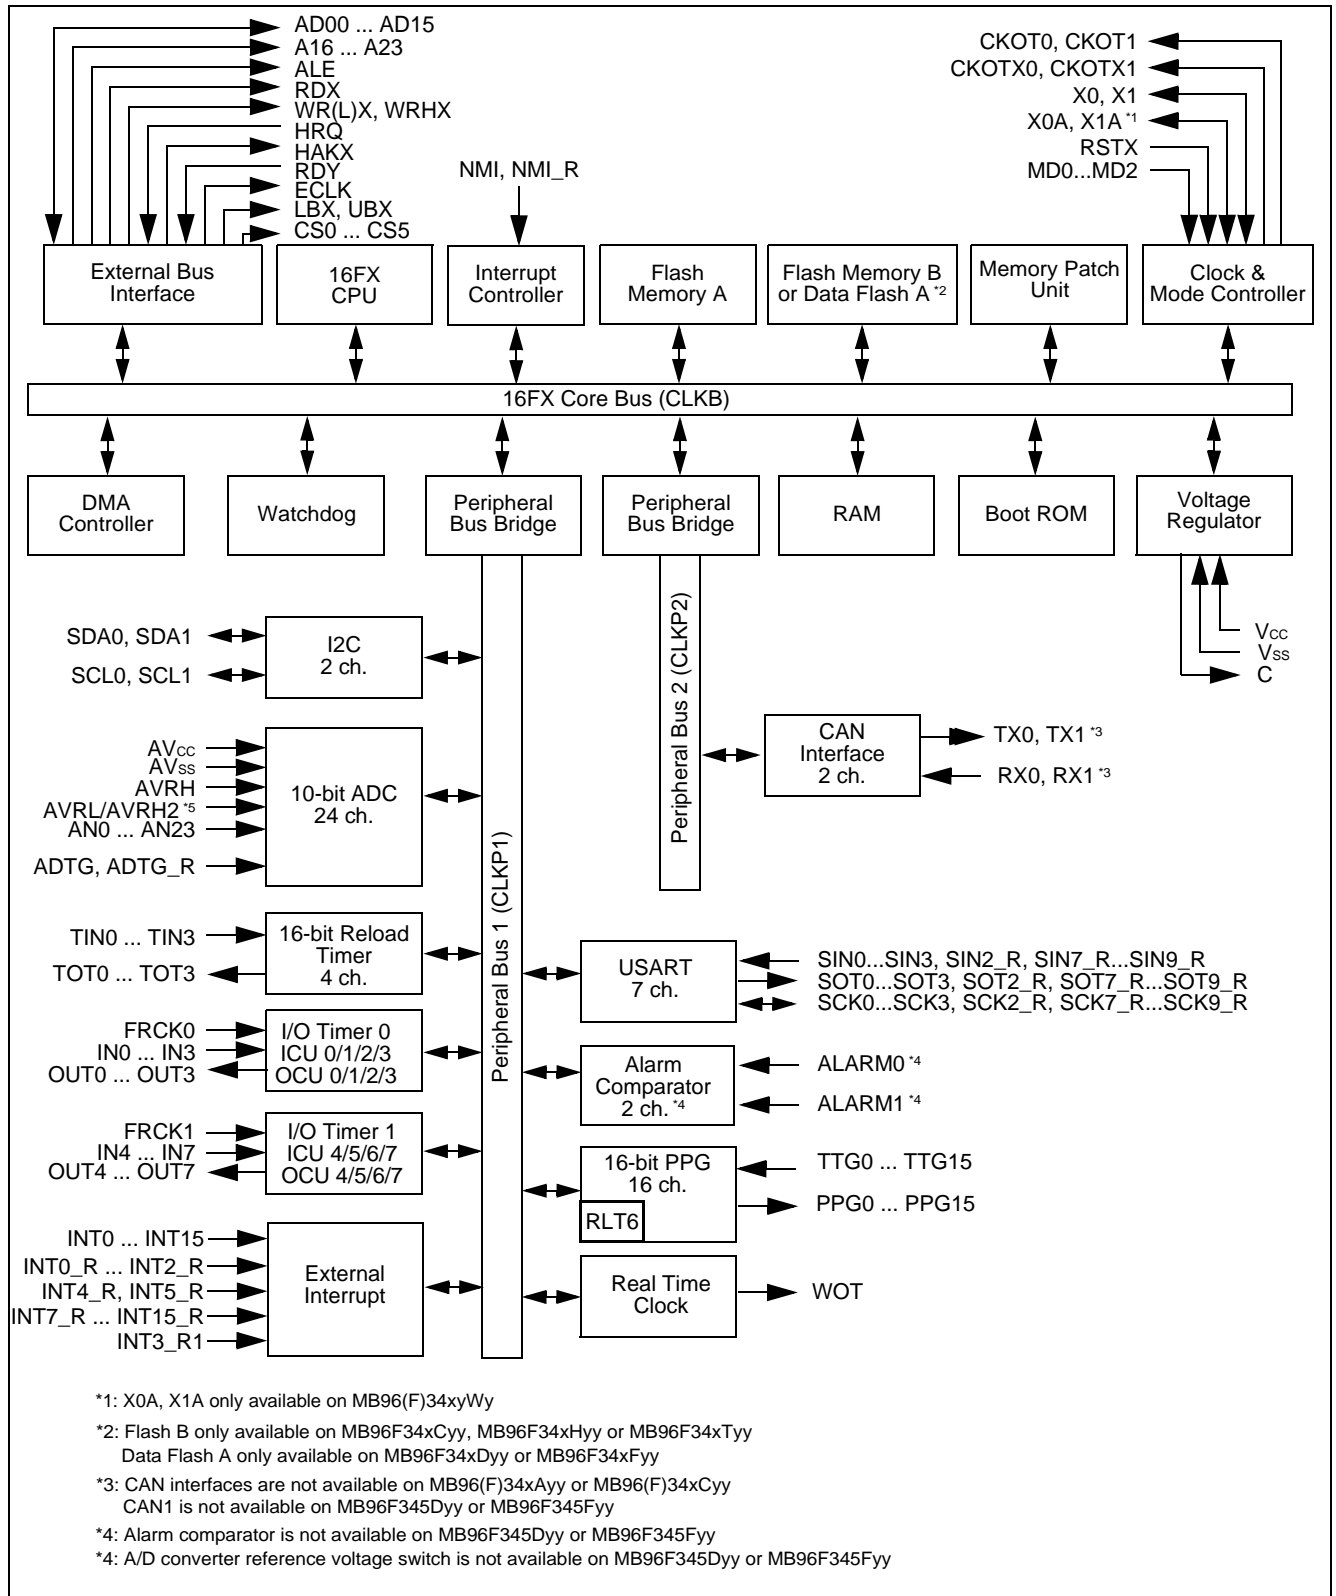 AD00 ... AD15
A16 ... A23
ALE
RDX
WR(L)X, WRHX
HRQ
HAKX
RDY
ECLK
LBX, UBX
CS0 ... CS5
NMI, NMI_R
CKOT0, CKOT1
CKOTX0, CKOTX1
X0, X1
X0A, X1A *1
RSTX
MD0...MD2
External Bus
Interface
16FX
CPU
Interrupt
Controller
Flash
Memory A
Flash Memory B
or Data Flash A *2
Memory Patch
Unit
Clock &
Mode Controller
16FX Core Bus (CLKB)
DMA
Controller
Watchdog
Peripheral
Bus Bridge
Peripheral
Bus Bridge
RAM
Boot ROM
Voltage
Regulator
Vcc
Vss
C
Peripheral Bus 1 (CLKP1)
Peripheral Bus 2 (CLKP2)
SDA0, SDA1
SCL0, SCL1
I2C
2 ch.
AVcc
AVss
AVRH
AVRL/AVRH2 *5
AN0 ... AN23
ADTG, ADTG_R
10-bit ADC
24 ch.
CAN
Interface
2 ch.
TX0, TX1 *3
RX0, RX1 *3
TIN0 ... TIN3
TOT0 ... TOT3
16-bit Reload
Timer
4 ch.
USART
7 ch.
SIN0...SIN3, SIN2_R, SIN7_R...SIN9_R
SOT0...SOT3, SOT2_R, SOT7_R...SOT9_R
SCK0...SCK3, SCK2_R, SCK7_R...SCK9_R
FRCK0
IN0 ... IN3
OUT0 ... OUT3
I/O Timer 0
ICU 0/1/2/3
OCU 0/1/2/3
Alarm
Comparator
2 ch. *4
ALARM0 *4
ALARM1 *4
FRCK1
IN4 ... IN7
OUT4 ... OUT7
I/O Timer 1
ICU 4/5/6/7
OCU 4/5/6/7
16-bit PPG
16 ch.
RLT6
TTG0 ... TTG15
PPG0 ... PPG15
INT0 ... INT15
INT0_R ... INT2_R
INT4_R, INT5_R
INT7_R ... INT15_R
INT3_R1
External
Interrupt
Real Time
Clock
WOT
*1: X0A, X1A only available on MB96(F)34xyWy
*2: Flash B only available on MB96F34xCyy, MB96F34xHyy or MB96F34xTyy
Data Flash A only available on MB96F34xDyy or MB96F34xFyy
*3: CAN interfaces are not available on MB96(F)34xAyy or MB96(F)34xCyy
CAN1 is not available on MB96F345Dyy or MB96F345Fyy
*4: Alarm comparator is not available on MB96F345Dyy or MB96F345Fyy
*4: A/D converter reference voltage switch is not available on MB96F345Dyy or MB96F345Fyy